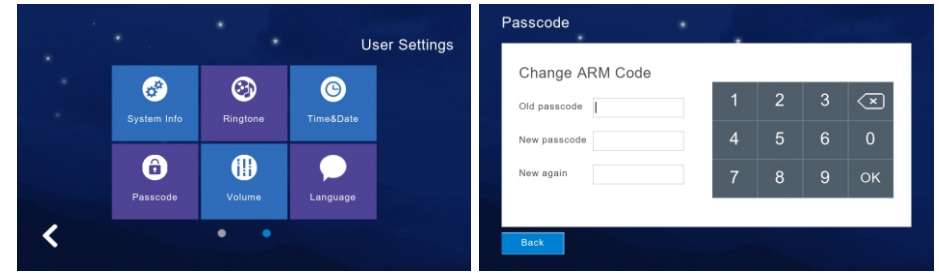 User Settings
System Info
Ringtone
Time&Date
Passcode
Volume
Language
Passcode
Change ARM Code
Old passcode
New passcode
New again
1 2 3
4 5 6 0
7 8 9 OK
Back